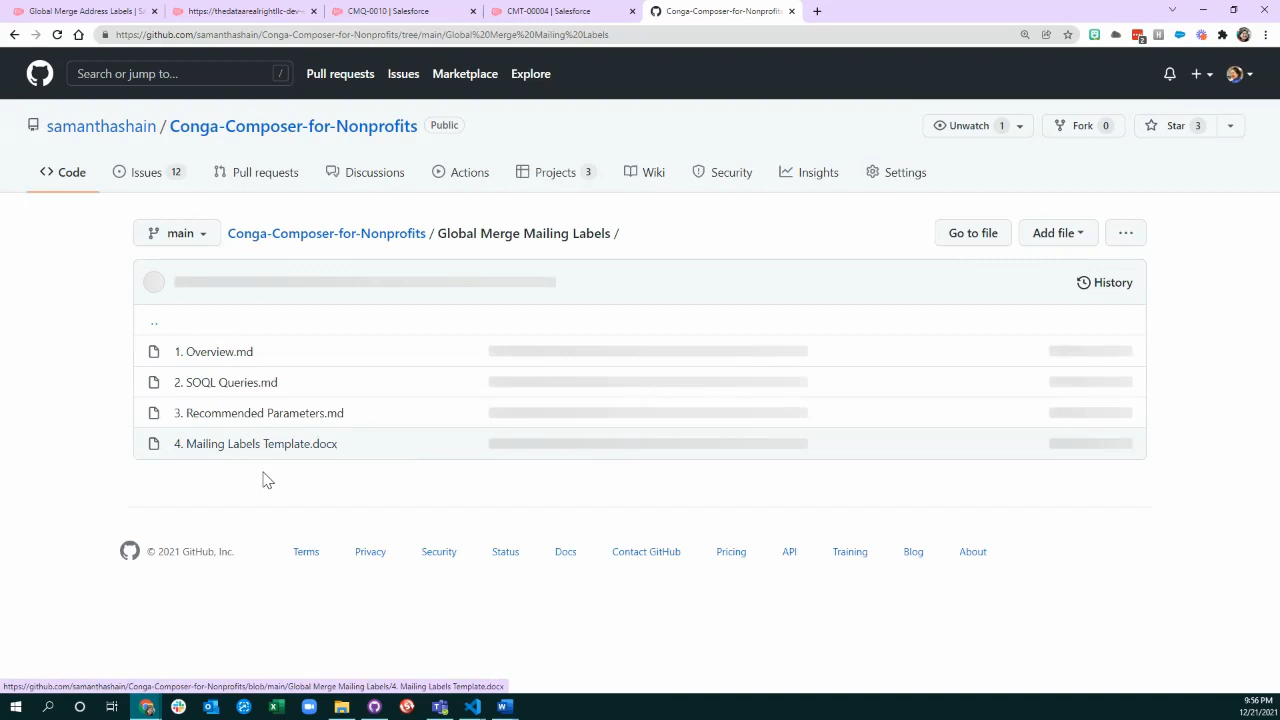 Global Merge Address Labels | S
https://thedataarealrightllc-dev-e
CMQ-0010 | Salesforce
CMT-00004 | Salesforce
Conga-Composer-for-Nonprofits
https://github.com/samanthashain/Conga-Composer-for-Nonprofits/tree/main/Global%20Merge%20Mailing%20Labels
2
Search or jump to...
/
Pull requests
Issues
Marketplace
Explore
samanthashain / Conga-Composer-for-Nonprofits
Public
Unwatch 1
Fork 0
Star 3
Code
Issues 12
Pull requests
Discussions
Actions
Projects 3
Wiki
Security
Insights
Settings
main
Conga-Composer-for-Nonprofits / Global Merge Mailing Labels /
Go to file
Add file
...
History
..
1. Overview.md
2. SOQL Queries.md
3. Recommended Parameters.md
4. Mailing Labels Template.docx
© 2021 GitHub, Inc.
Terms
Privacy
Security
Status
Docs
Contact GitHub
Pricing
API
Training
Blog
About
https://github.com/samanthashain/Conga-Composer-for-Nonprofits/blob/main/Global Merge Mailing Labels/4. Mailing Labels Template.docx
9:56 PM
12/21/2021